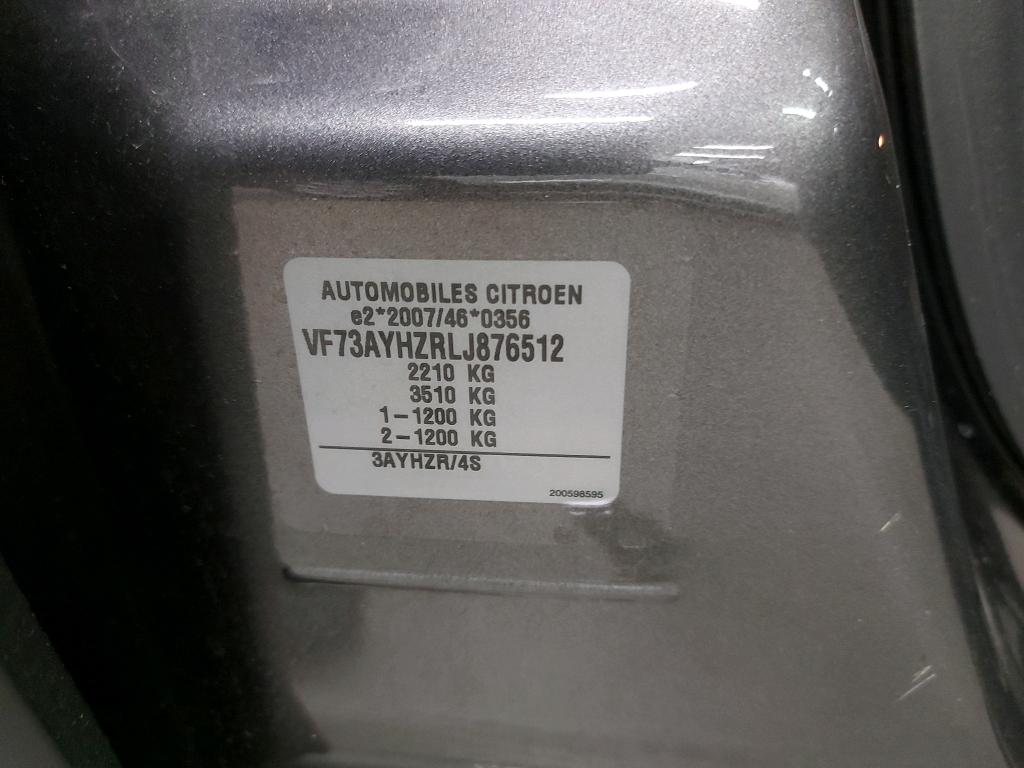 AUTOMOBILES CITROEN
e2*2007/46*0356
VF73AYHZRLJ876512
2210 KG
3510 KG
1-1200 KG
2-1200 KG
3AYHZR/4S
200598595